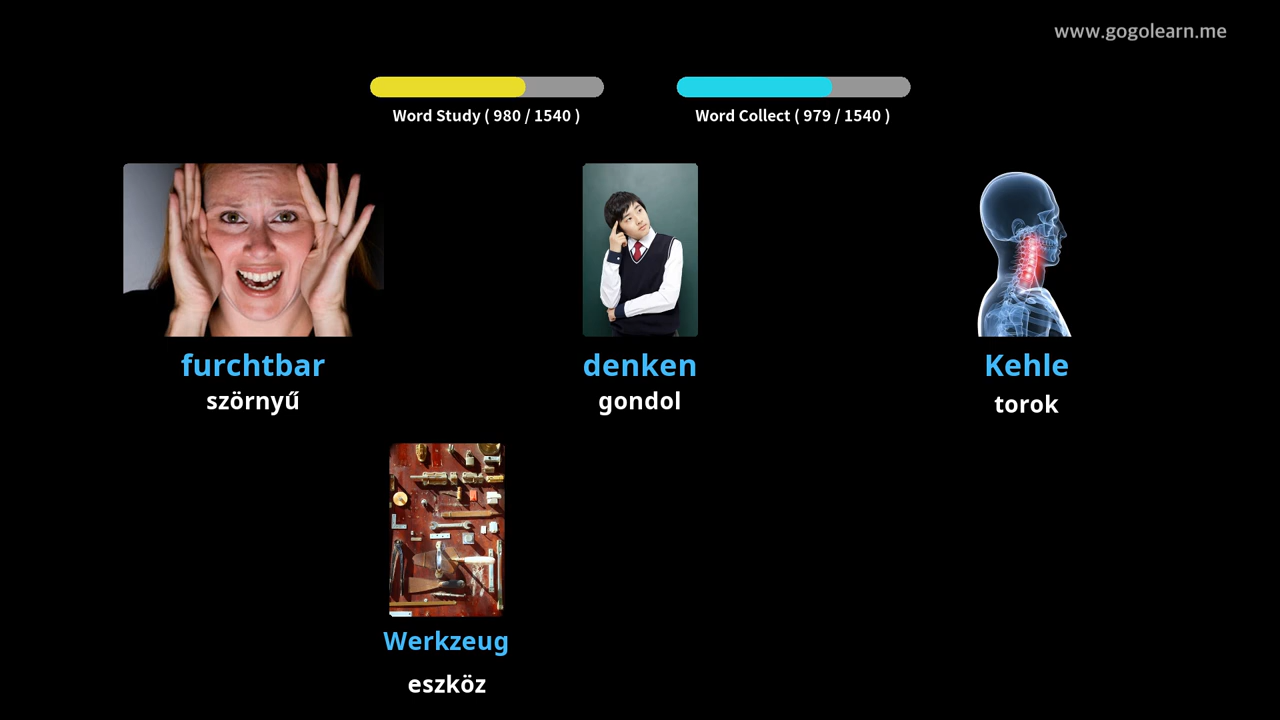 www.gogolearn.me
Word Study ( 980 / 1540 )
Word Collect ( 979 / 1540 )
furchtbar
szörnyű
denken
gondol
Kehle
torok
Werkzeug
eszköz